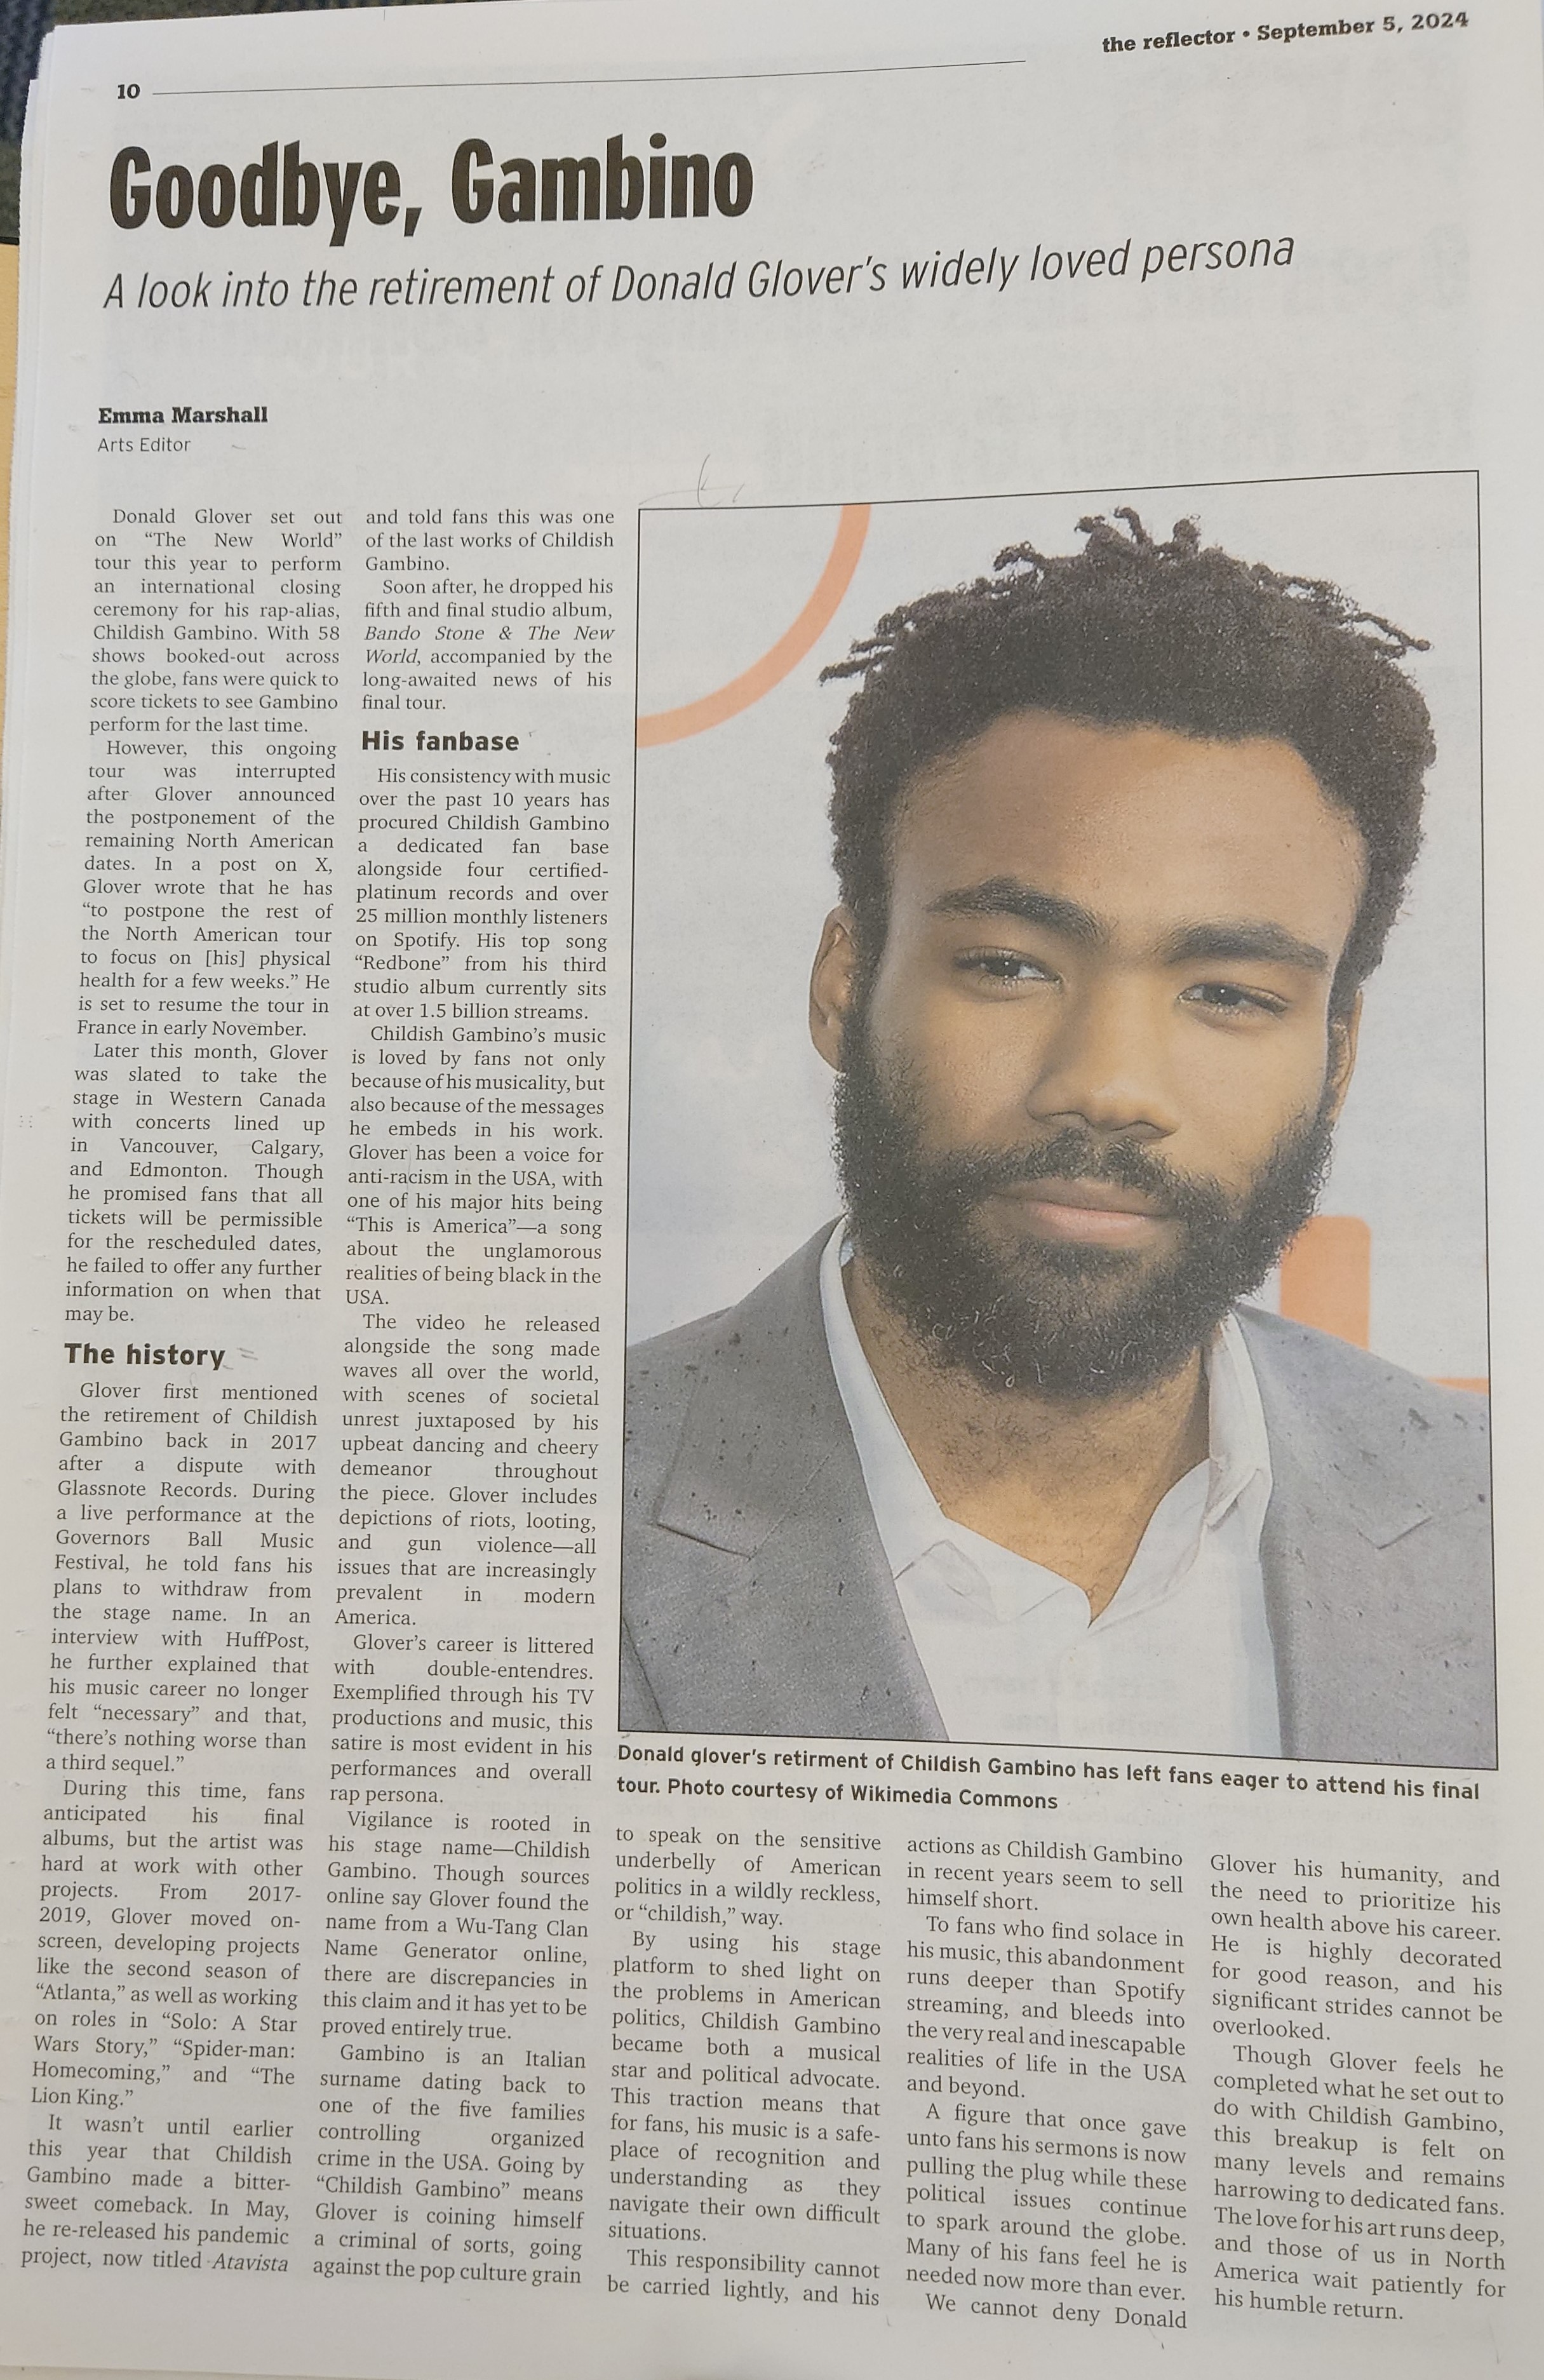 the reflector • September 5, 2024
10
Goodbye, Gambino
A look into the retirement of Donald Glover's widely loved persona
Emma Marshall
Arts Editor
Donald Glover set out
on “The New World”
tour this year to perform
an international closing
ceremony for his rap-alias,
Childish Gambino. With 58
shows booked-out across
the globe, fans were quick to
score tickets to see Gambino
perform for the last time.
However, this ongoing
tour was interrupted
after Glover announced
the postponement of the
remaining North American
dates. In a post on X,
Glover wrote that he has
“to postpone the rest of
the North American tour
to focus on [his] physical
health for a few weeks.” He
is set to resume the tour in
France in early November.
Later this month, Glover
was slated to take the
stage in Western Canada
with concerts lined up
in Vancouver, Calgary,
and Edmonton. Though
he promised fans that all
tickets will be permissible
for the rescheduled dates,
he failed to offer any further
information on when that
may be.
The history
Glover first mentioned
the retirement of Childish
Gambino back in 2017
after a dispute with
Glassnote Records. During
a live performance at the
Governors Ball Music
Festival, he told fans his
plans to withdraw from
the stage name. In an
interview with HuffPost,
he further explained that
his music career no longer
felt “necessary” and that,
“there's nothing worse than
a third sequel.”
During this time, fans
anticipated his final
albums, but the artist was
hard at work with other
projects. From 2017-
2019, Glover moved on-
screen, developing projects
like the second season of
“Atlanta,” as well as working
on roles in “Solo: A Star
Wars Story,” “Spider-man:
Homecoming,” and “The
Lion King.”
It wasn't until earlier
this year that Childish
Gambino made a bitter-
sweet comeback. In May,
he re-released his pandemic
project, now titled Atavista
and told fans this was one
of the last works of Childish
Gambino.
Soon after, he dropped his
fifth and final studio album,
Bando Stone & The New
World, accompanied by the
long-awaited news of his
final tour.
His fanbase
His consistency with music
over the past 10 years has
procured Childish Gambino
a dedicated fan base
alongside four certified-
platinum records and over
25 million monthly listeners
on Spotify. His top song
“Redbone” from his third
studio album currently sits
at over 1.5 billion streams.
Childish Gambino's music
is loved by fans not only
because of his musicality, but
also because of the messages
he embeds in his work.
Glover has been a voice for
anti-racism in the USA, with
one of his major hits being
“This is America”—a song
about the unglamorous
realities of being black in the
USA.
The video he released
alongside the song made
waves all over the world,
with scenes of societal
unrest juxtaposed by his
upbeat dancing and cheery
demeanor throughout
the piece. Glover includes
depictions of riots, looting,
and gun violence—all
issues that are increasingly
prevalent in modern
America.
Glover's career is littered
with double-entendres.
Exemplified through his TV
productions and music, this
satire is most evident in his
performances and overall
rap persona.
Vigilance is rooted in
his stage name—Childish
Gambino. Though sources
online say Glover found the
name from a Wu-Tang Clan
Name Generator online,
there are discrepancies in
this claim and it has yet to be
proved entirely true.
Gambino is an Italian
surname dating back to
one of the five families
controlling organized
crime in the USA. Going by
“Childish Gambino” means
Glover is coining himself
a criminal of sorts, going
against the pop culture grain
Donald glover's retirment of Childish Gambino has left fans eager to attend his final
tour. Photo courtesy of Wikimedia Commons
to speak on the sensitive
underbelly of American
politics in a wildly reckless,
or “childish,” way.
By using his stage
platform to shed light on
the problems in American
politics, Childish Gambino
became both a musical
star and political advocate.
This traction means that
for fans, his music is a safe-
place of recognition and
understanding as they
navigate their own difficult
situations.
This responsibility cannot
be carried lightly, and his
actions as Childish Gambino
in recent years seem to sell
himself short.
To fans who find solace in
his music, this abandonment
runs deeper than Spotify
streaming, and bleeds into
the very real and inescapable
realities of life in the USA
and beyond.
A figure that once gave
unto fans his sermons is now
pulling the plug while these
political issues continue
to spark around the globe.
Many of his fans feel he is
needed now more than ever.
We cannot deny Donald
Glover his humanity, and
the need to prioritize his
own health above his career.
He is highly decorated
for good reason, and his
significant strides cannot be
overlooked.
Though Glover feels he
completed what he set out to
do with Childish Gambino,
this breakup is felt on
many levels and remains
harrowing to dedicated fans.
The love for his art runs deep,
and those of us in North
America wait patiently for
his humble return.